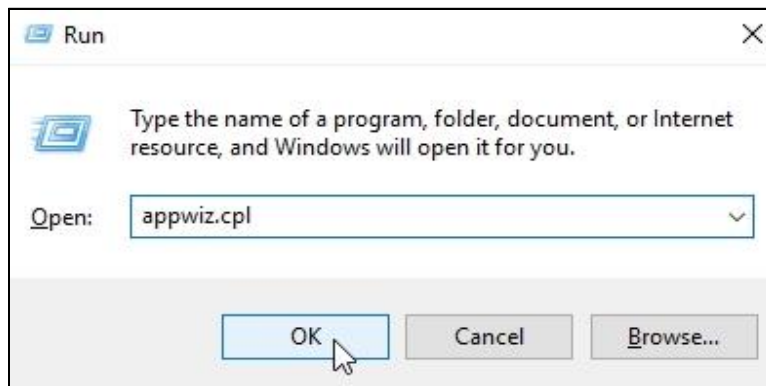 Run
Type the name of a program, folder, document, or Internet
resource, and Windows will open it for you.
Open: appwiz.cpl
OK Cancel Browse...